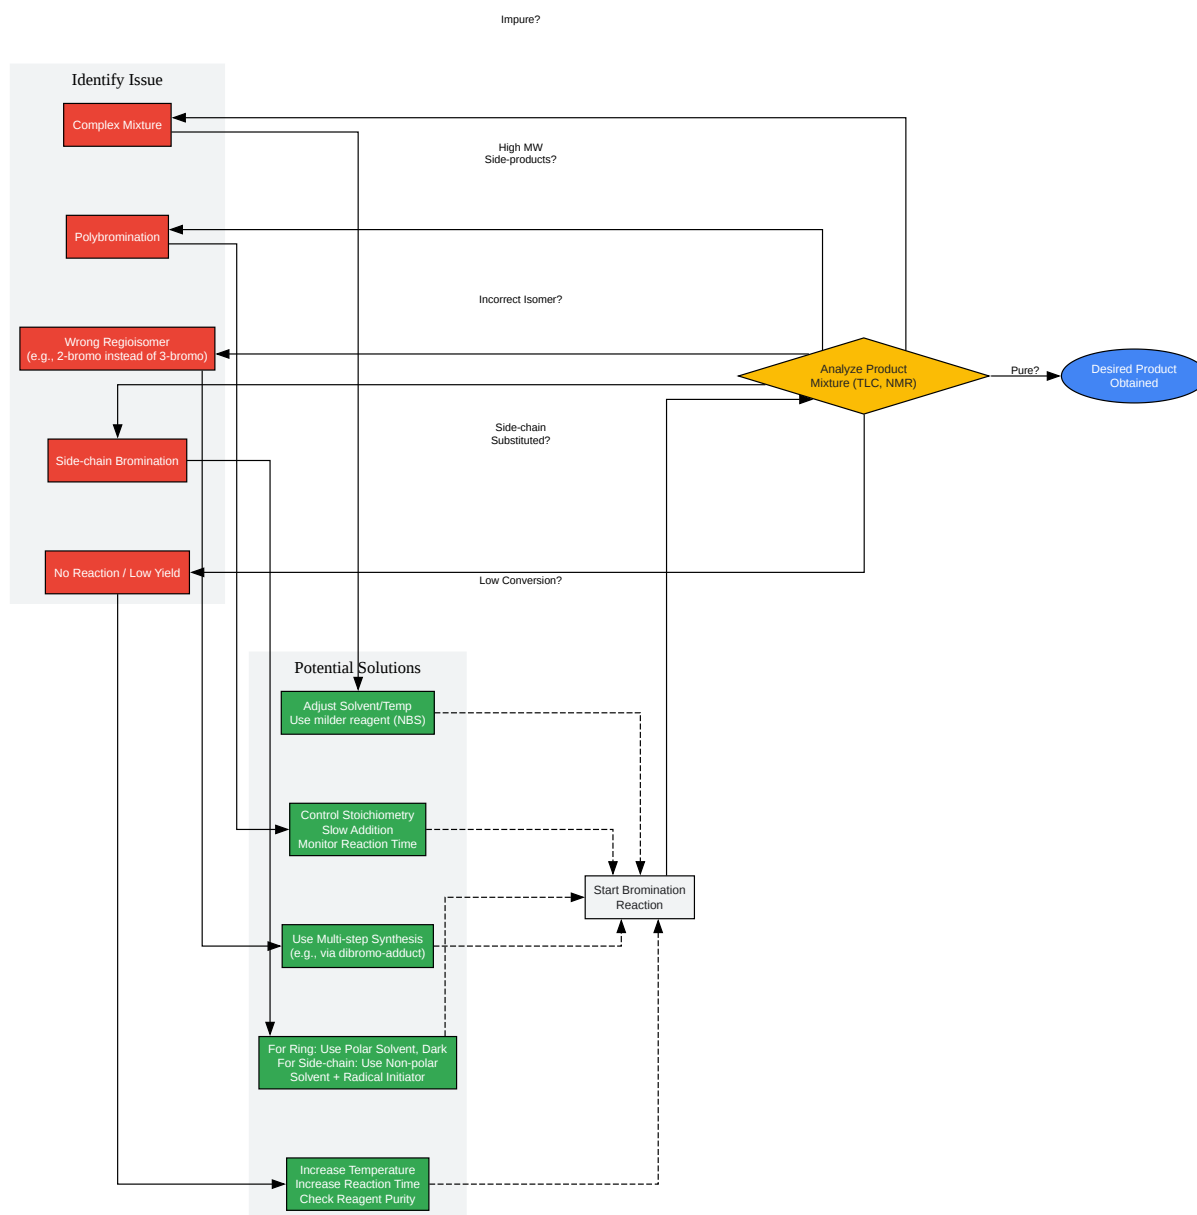 Impure?
Identify Issue
Complex Mixture
High MW
Side-products?
Polybromination
Incorrect Isomer?
Wrong Regioisomer
(e.g., 2-bromo instead of 3-bromo)
Analyze Product
Mixture (TLC, NMR)
Pure?
Desired Product
Obtained
Side-chain
Substituted?
Side-chain Bromination
No Reaction / Low Yield
Low Conversion?
Potential Solutions
Adjust Solvent/Temp
Use milder reagent (NBS)
Control Stoichiometry
Slow Addition
Monitor Reaction Time
Start Bromination
Reaction
Use Multi-step Synthesis
(e.g., via dibromo-adduct)
For Ring: Use Polar Solvent, Dark
For Side-chain: Use Non-polar
Solvent + Radical Initiator
Increase Temperature
Increase Reaction Time
Check Reagent Purity